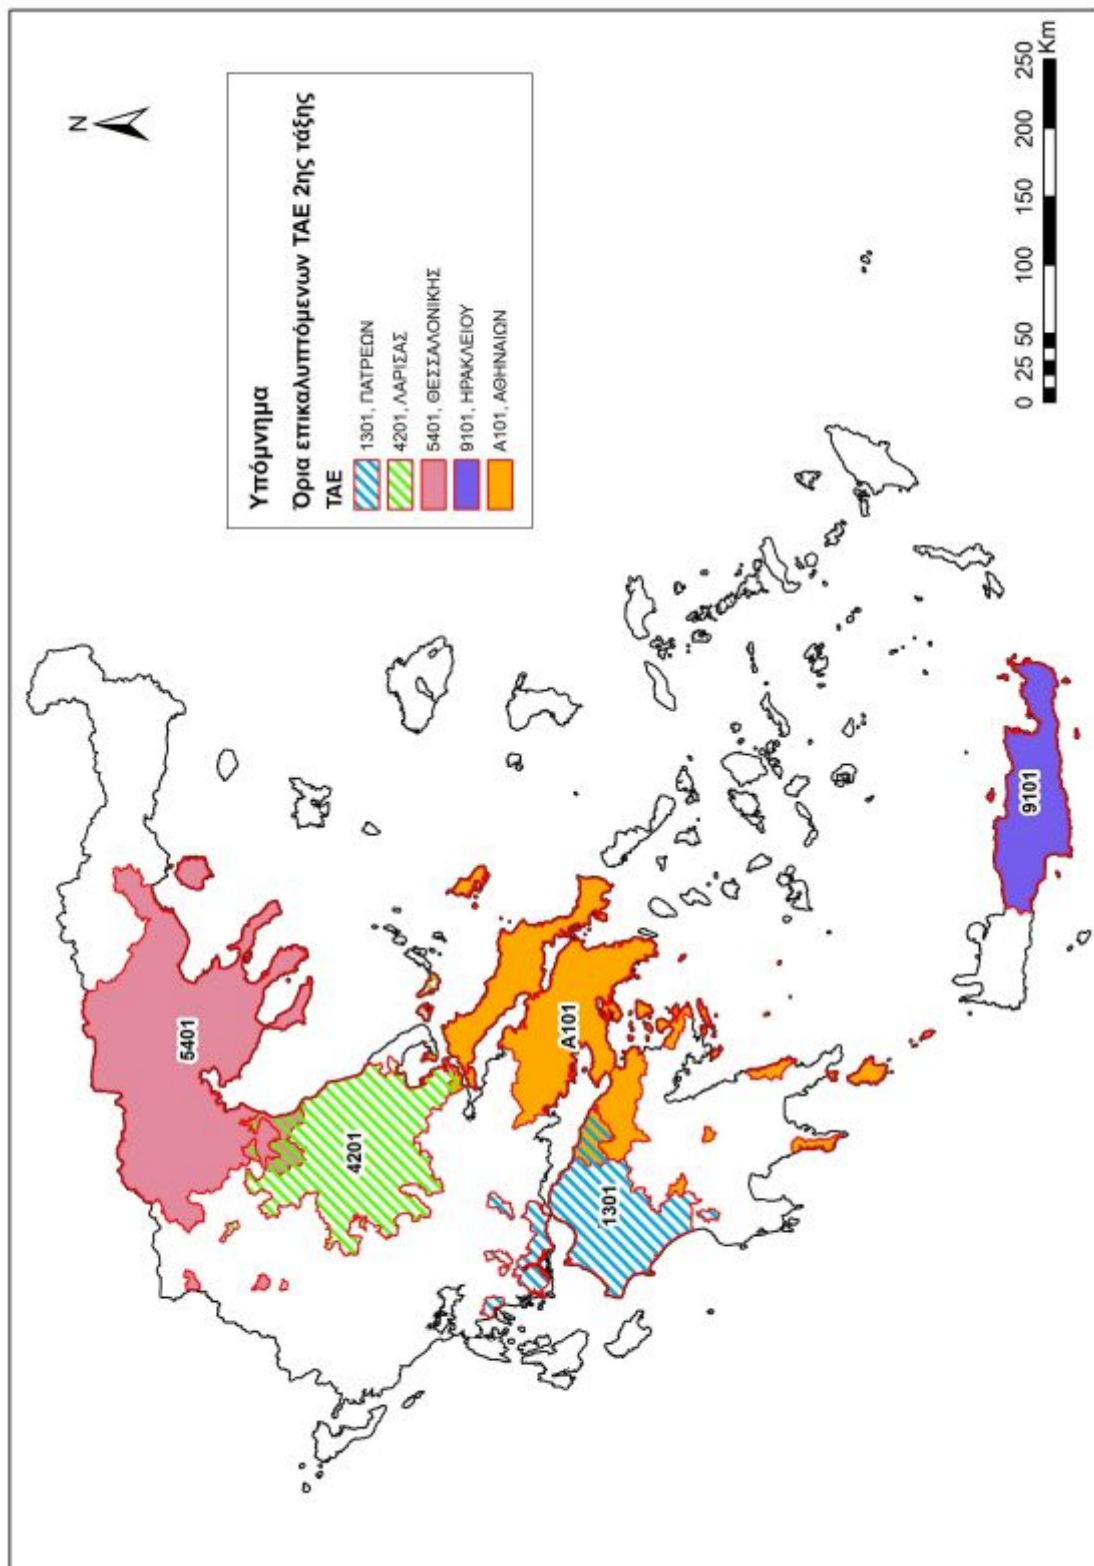 N
Υπόμνημα
Όρια επικαλυπτόμενων ΤΑΕ 2ης τάξης
ΤΑΕ
1301, ΠΑΤΡΕΩΝ
4201, ΛΑΡΙΣΑΣ
5401, ΘΕΣΣΑΛΟΝΙΚΗΣ
9101, ΗΡΑΚΛΕΙΟΥ
Α101, ΑΘΗΝΑΙΩΝ
5401
4201
Α101
1301
9101
0 25 50 100 150 200 250
Km